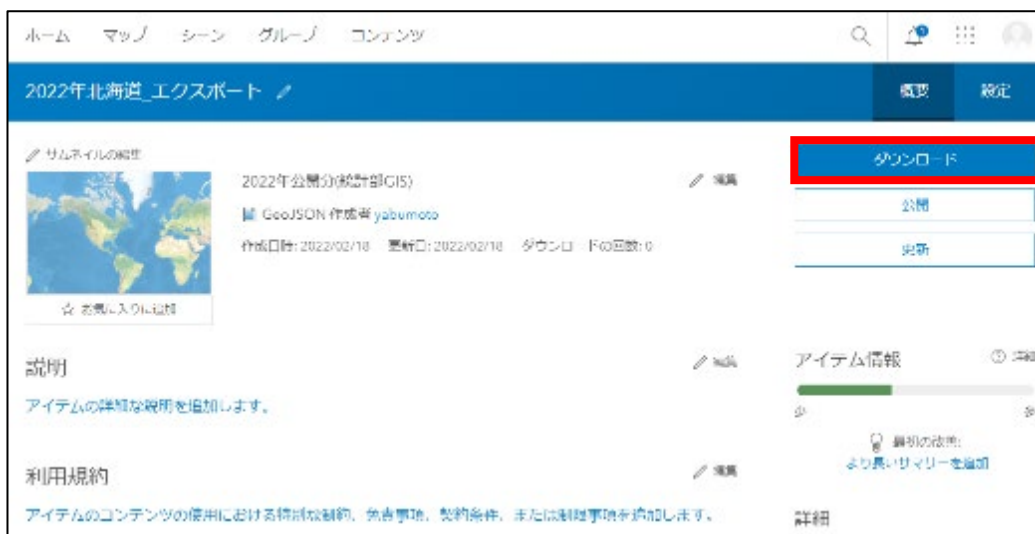 ホーム マップ シーン グループ コンテンツ
2022年北海道_エクスポート
概要 設定
サムネイルの編集
ダウンロード
2022年公開分(統計部GIS)
編集
公開
GeoJSON 作成者 yabumoto
作成日時: 2022/02/18 更新日: 2022/02/18 ダウンロードの回数: 0
更新
お気に入りに追加
説明
編集
アイテム情報
詳細
アイテムの詳細な説明を追加します。
少
多
最初の改善:
より長いサマリーを追加
利用規約
編集
アイテムのコンテンツの使用における特別な制約、免責事項、契約条件、または制限事項を追加します。
詳細